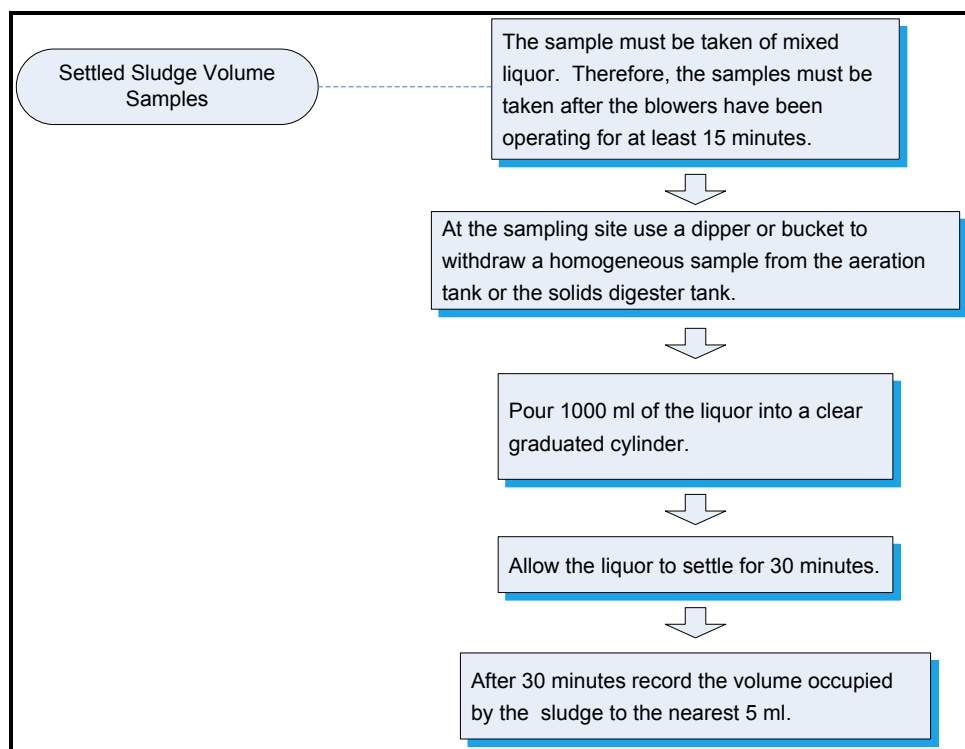 Settled Sludge Volume
Samples
The sample must be taken of mixed
liquor.  Therefore, the samples must be
taken after the blowers have been
operating for at least 15 minutes.
At the sampling site use a dipper or bucket to
withdraw a homogeneous sample from the aeration
tank or the solids digester tank.
Pour 1000 ml of the liquor into a clear
graduated cylinder.
Allow the liquor to settle for 30 minutes.
After 30 minutes record the volume occupied
by the  sludge to the nearest 5 ml.